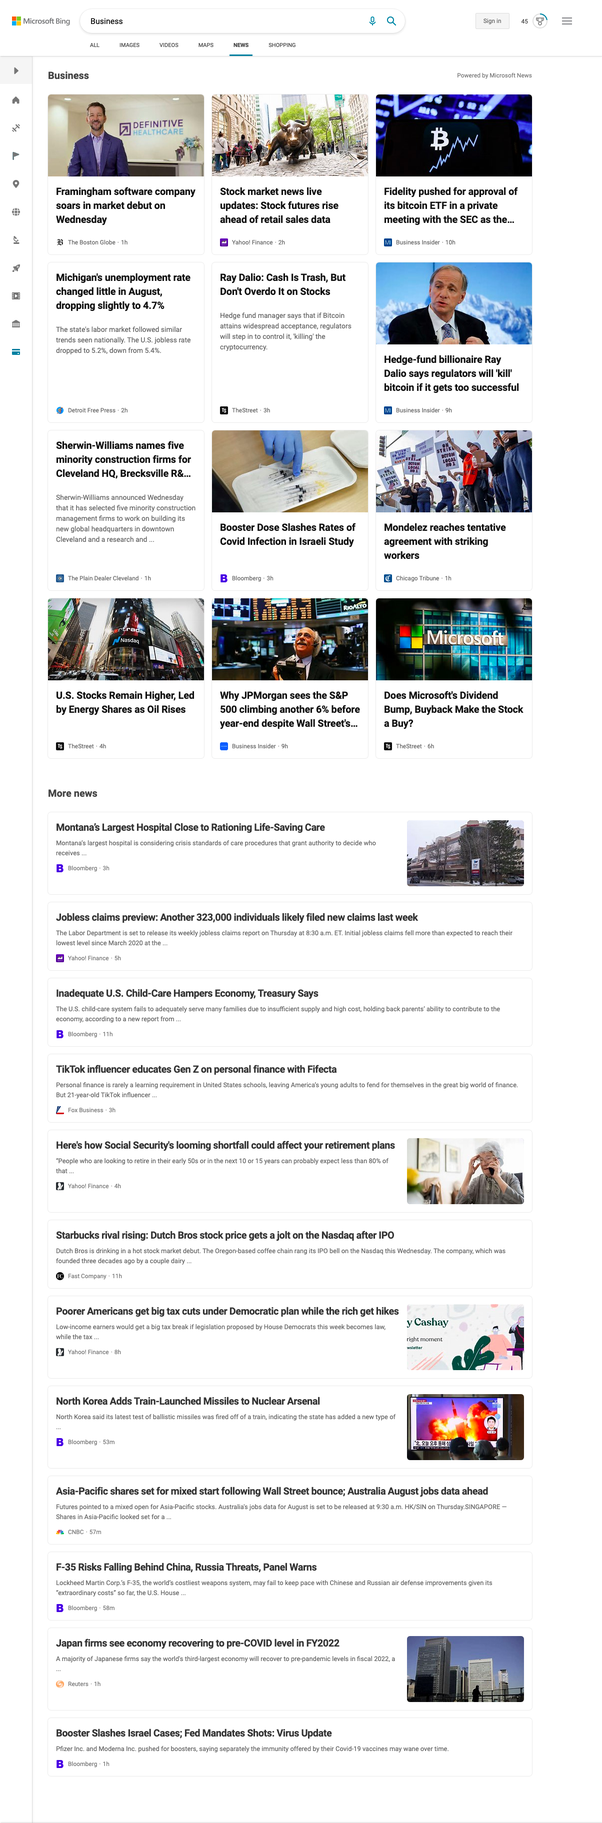 Microsoft Bing
Business
Sign in
45
ALL
IMAGES
VIDEOS
MAPS
NEWS
SHOPPING
Business
Powered by Microsoft News
DEFINITIVE
HEALTHCARE
Framingham software company
soars in market debut on
Wednesday
The Boston Globe · 1h
Stock market news live
updates: Stock futures rise
ahead of retail sales data
Yahoo! Finance · 2h
Fidelity pushed for approval of
its bitcoin ETF in a private
meeting with the SEC as the...
Business Insider · 10h
Michigan's unemployment rate
changed little in August,
dropping slightly to 4.7%
The state's labor market followed similar
trends seen nationally. The U.S. jobless rate
dropped to 5.2%, down from 5.4%.
Detroit Free Press · 2h
Ray Dalio: Cash Is Trash, But
Don't Overdo It on Stocks
Hedge fund manager says that if Bitcoin
attains widespread acceptance, regulators
will step in to control it, 'killing' the
cryptocurrency.
TheStreet · 3h
Hedge-fund billionaire Ray
Dalio says regulators will 'kill'
bitcoin if it gets too successful
Business Insider · 9h
Sherwin-Williams names five
minority construction firms for
Cleveland HQ, Brecksville R&...
Sherwin-Williams announced Wednesday
that it has selected five minority construction
management firms to work on building its
new global headquarters in downtown
Cleveland and a research and ...
The Plain Dealer Cleveland · 1h
Booster Dose Slashes Rates of
Covid Infection in Israeli Study
Bloomberg · 3h
ON
STRIKE
Mondelez reaches tentative
agreement with striking
workers
Chicago Tribune · 1h
Nasdaq
U.S. Stocks Remain Higher, Led
by Energy Shares as Oil Rises
TheStreet · 4h
RIALTO
Why JPMorgan sees the S&P
500 climbing another 6% before
year-end despite Wall Street's...
Business Insider · 9h
Microsoft
Does Microsoft's Dividend
Bump, Buyback Make the Stock
a Buy?
TheStreet · 6h
More news
Montana's Largest Hospital Close to Rationing Life-Saving Care
Montana's largest hospital is considering crisis standards of care procedures that grant authority to decide who
receives ...
Bloomberg · 3h
Jobless claims preview: Another 323,000 individuals likely filed new claims last week
The Labor Department is set to release its weekly jobless claims report on Thursday at 8:30 a.m. ET. Initial jobless claims fell more than expected to reach their
lowest level since March 2020 at the ...
Yahoo! Finance · 5h
Inadequate U.S. Child-Care Hampers Economy, Treasury Says
The U.S. child-care system fails to adequately serve many families due to insufficient supply and high cost, holding back parents' ability to contribute to the
economy, according to a new report from ...
Bloomberg · 11h
TikTok influencer educates Gen Z on personal finance with Fifecta
Personal finance is rarely a learning requirement in United States schools, leaving America's young adults to fend for themselves in the great big world of finance.
But 21-year-old TikTok influencer ...
Fox Business · 3h
Here's how Social Security's looming shortfall could affect your retirement plans
"People who are looking to retire in their early 50s or in the next 10 or 15 years can probably expect less than 80% of
that ...
Yahoo! Finance · 4h
Starbucks rival rising: Dutch Bros stock price gets a jolt on the Nasdaq after IPO
Dutch Bros is drinking in a hot stock market debut. The Oregon-based coffee chain rang its IPO bell on the Nasdaq this Wednesday. The company, which was
founded three decades ago by a couple dairy ...
Fast Company · 11h
Poorer Americans get big tax cuts under Democratic plan while the rich get hikes
Low-income earners would get a big tax break if legislation proposed by House Democrats this week becomes law,
while the tax ...
Yahoo! Finance · 8h
y Cashay
right moment
North Korea Adds Train-Launched Missiles to Nuclear Arsenal
North Korea said its latest test of ballistic missiles was fired off of a train, indicating the state has added a new type of
...
Bloomberg · 53m
Asia-Pacific shares set for mixed start following Wall Street bounce; Australia August jobs data ahead
Futures pointed to a mixed open for Asia-Pacific stocks. Australia's jobs data for August is set to be released at 9:30 a.m. HK/SIN on Thursday.SINGAPORE —
Shares in Asia-Pacific looked set for a ...
CNBC · 57m
F-35 Risks Falling Behind China, Russia Threats, Panel Warns
Lockheed Martin Corp.'s F-35, the world's costliest weapons system, may fail to keep pace with Chinese and Russian air defense improvements given its
"extraordinary costs" so far, the U.S. House ...
Bloomberg · 58m
Japan firms see economy recovering to pre-COVID level in FY2022
A majority of Japanese firms say the world's third-largest economy will recover to pre-pandemic levels in fiscal 2022, a
...
Reuters · 1h
Booster Slashes Israel Cases; Fed Mandates Shots: Virus Update
Pfizer Inc. and Moderna Inc. pushed for boosters, saying separately the immunity offered by their Covid-19 vaccines may wane over time.
Bloomberg · 1h